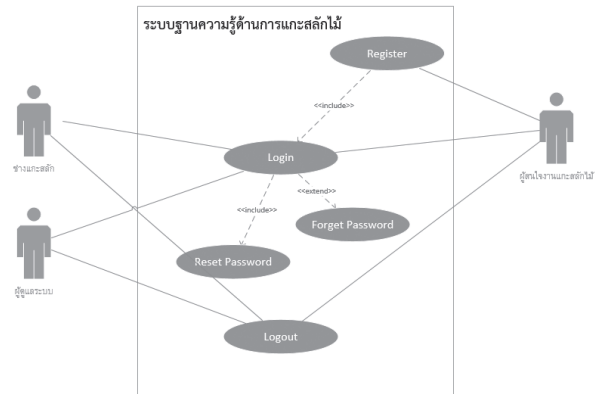 ระบบฐานความรู้ด้านการแกะสลักไม้
Register
<<include>>
Login
ช่างแกะสลัก
ผู้สนใจงานแกะสลักไม้
<<extend>>
<<include>>
Forget Password
Reset Password
ผู้ดูแลระบบ
Logout